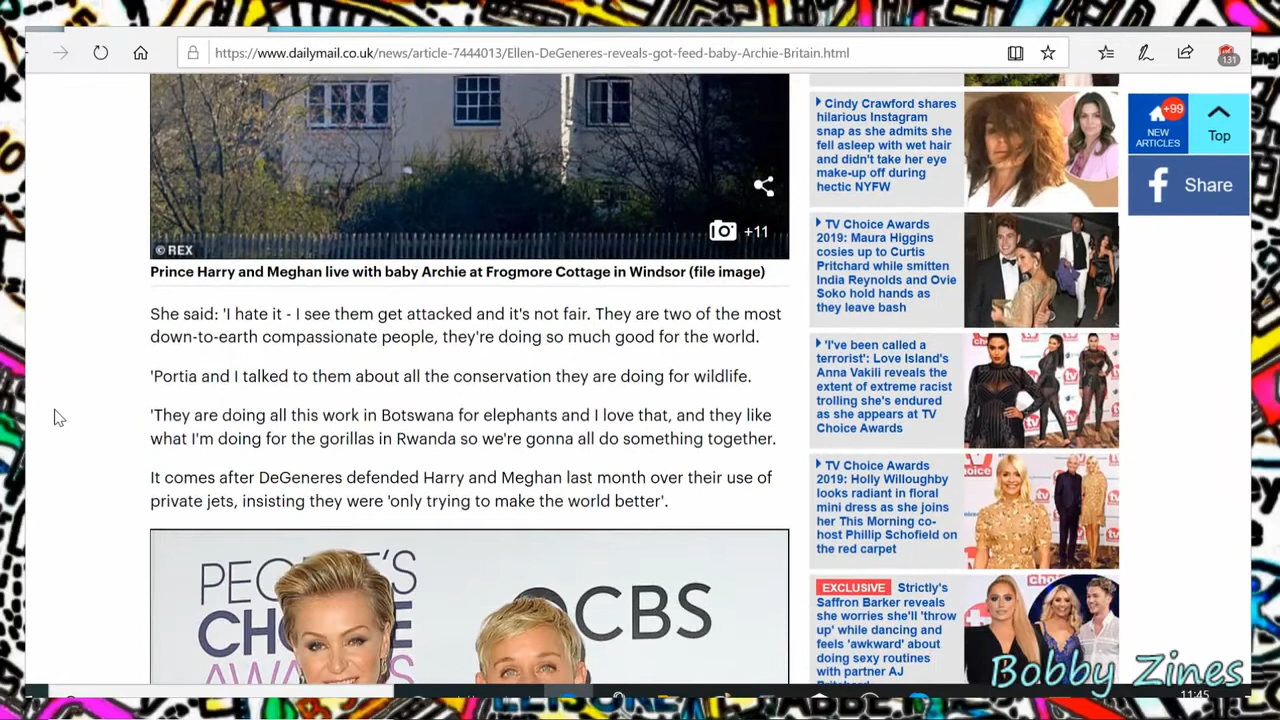 https://www.dailymail.co.uk/news/article-7444013/Ellen-DeGeneres-reveals-got-feed-baby-Archie-Britain.html
131
© REX
+11
Prince Harry and Meghan live with baby Archie at Frogmore Cottage in Windsor (file image)
She said: 'I hate it - I see them get attacked and it's not fair. They are two of the most
down-to-earth compassionate people, they're doing so much good for the world.
'Portia and I talked to them about all the conservation they are doing for wildlife.
'They are doing all this work in Botswana for elephants and I love that, and they like
what I'm doing for the gorillas in Rwanda so we're gonna all do something together.
It comes after DeGeneres defended Harry and Meghan last month over their use of
private jets, insisting they were 'only trying to make the world better'.
PEOPLE'S
CHOICE
AWARDS
CBS
Cindy Crawford shares
hilarious Instagram
snap as she admits she
fell asleep with wet hair
and didn't take her eye
make-up off during
hectic NYFW
TV Choice Awards
2019: Maura Higgins
cosies up to Curtis
Pritchard while smitten
India Reynolds and Ovie
Soko hold hands as
they leave bash
'I've been called a
terrorist': Love Island's
Anna Vakili reveals the
extent of extreme racist
trolling she's endured
as she appears at TV
Choice Awards
TV Choice Awards
2019: Holly Willoughby
looks radiant in floral
mini dress as she joins
her This Morning co-
host Phillip Schofield on
the red carpet
EXCLUSIVE Strictly's
Saffron Barker reveals
she worries she'll 'throw
up' while dancing and
feels 'awkward' about
doing sexy routines
with partner AJ
+99
NEW
ARTICLES
Top
Share
Bobby Zines
11:45